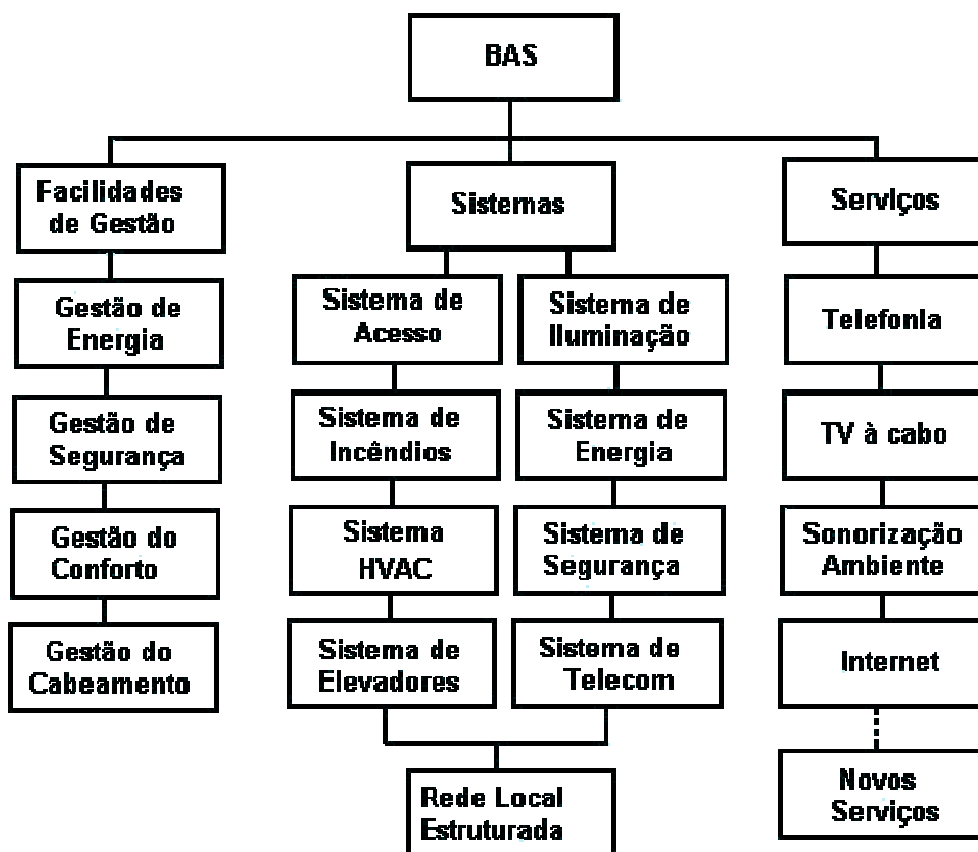 BAS
Facilidades
de Gestão
Sistemas
Serviços
Gestão de
Energia
Sistema de
Acesso
Sistema de
Iluminação
Telefonia
Gestão de
Segurança
Sistema de
Incêndios
Sistema de
Energia
TV à cabo
Gestão do
Conforto
Sistema
HVAC
Sistema de
Segurança
Sonorização
Ambiente
Gestão do
Cabeamento
Sistema de
Elevadores
Sistema de
Telecom
Internet
Rede Local
Estruturada
Novos
Serviços